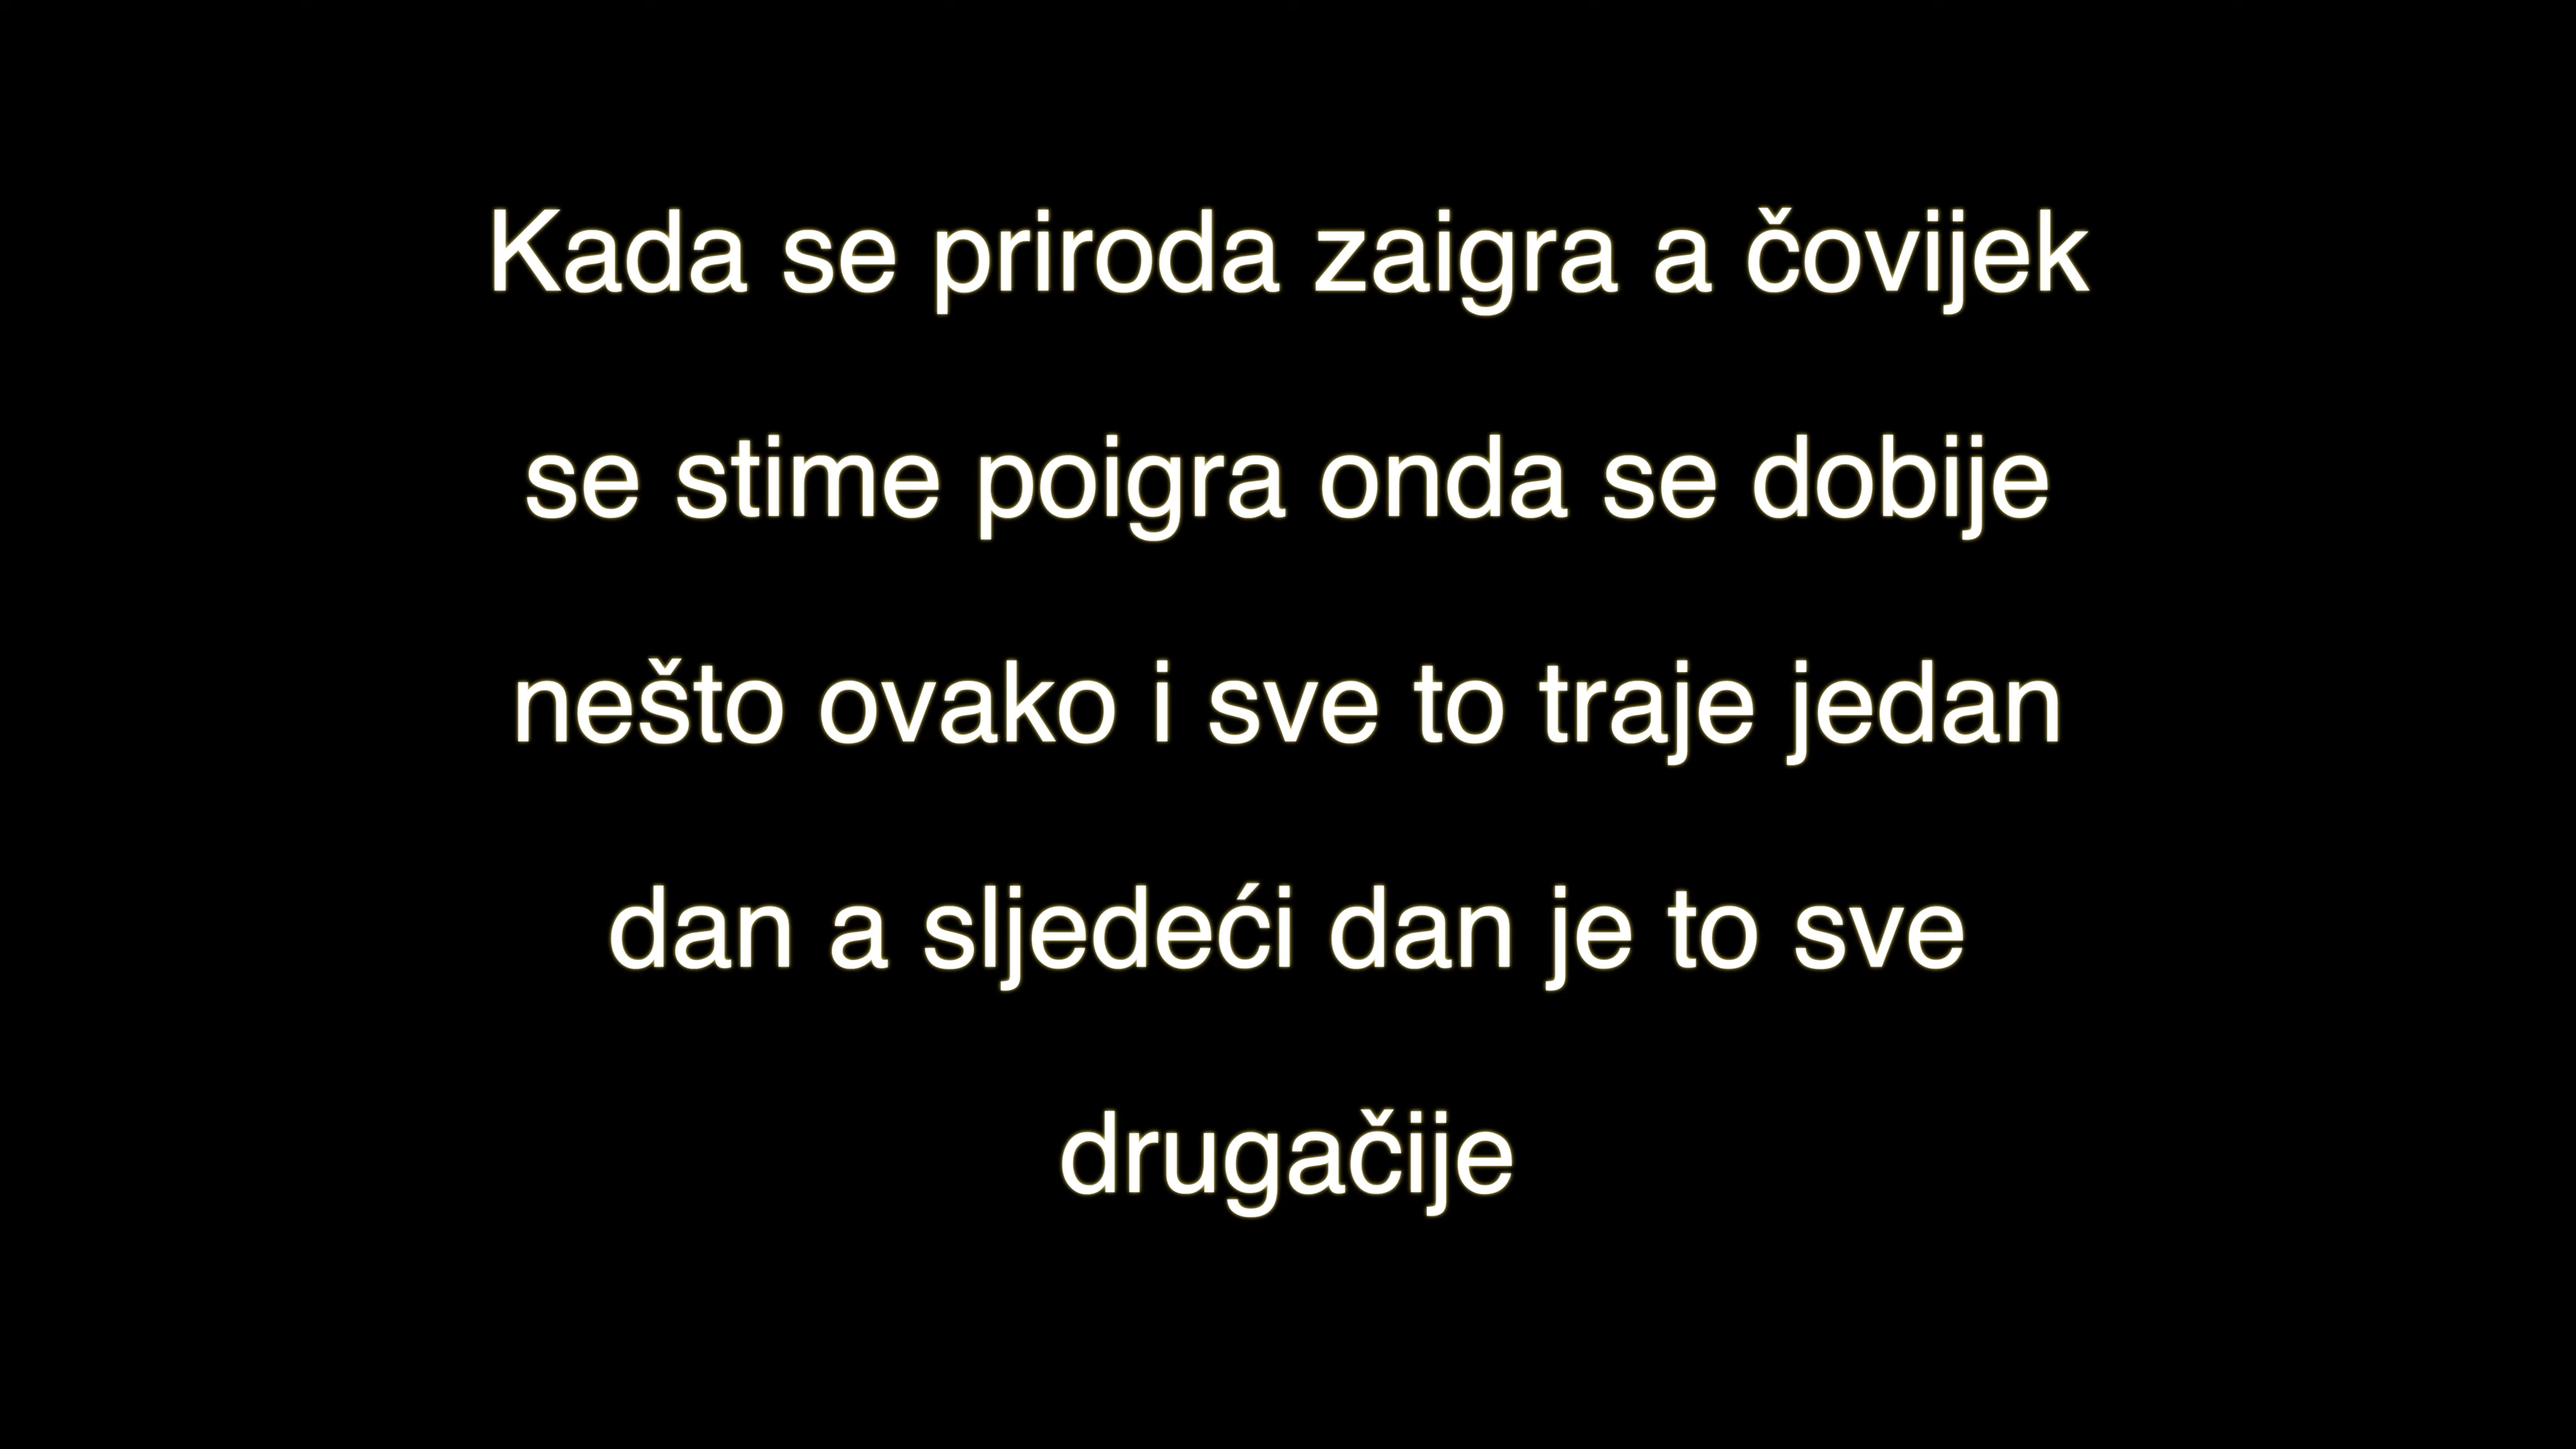 Kada se priroda zaigra a čovijek
se stime poigra onda se dobije
nešto ovako i sve to traje jedan
dan a sljedeći dan je to sve
drugačije